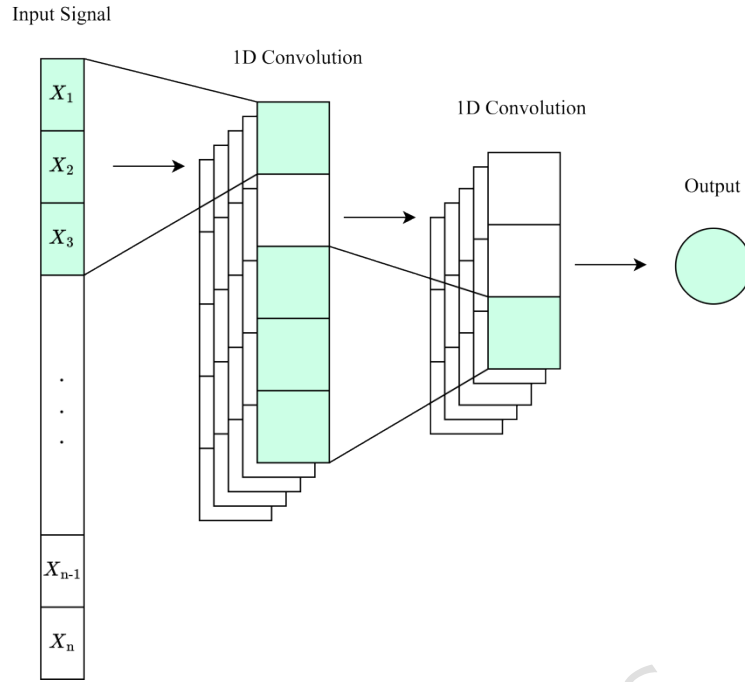 Input Signal
1D Convolution
1D Convolution
Output
X₁
X₂
X₃
.
.
.
Xₙ₋₁
Xₙ